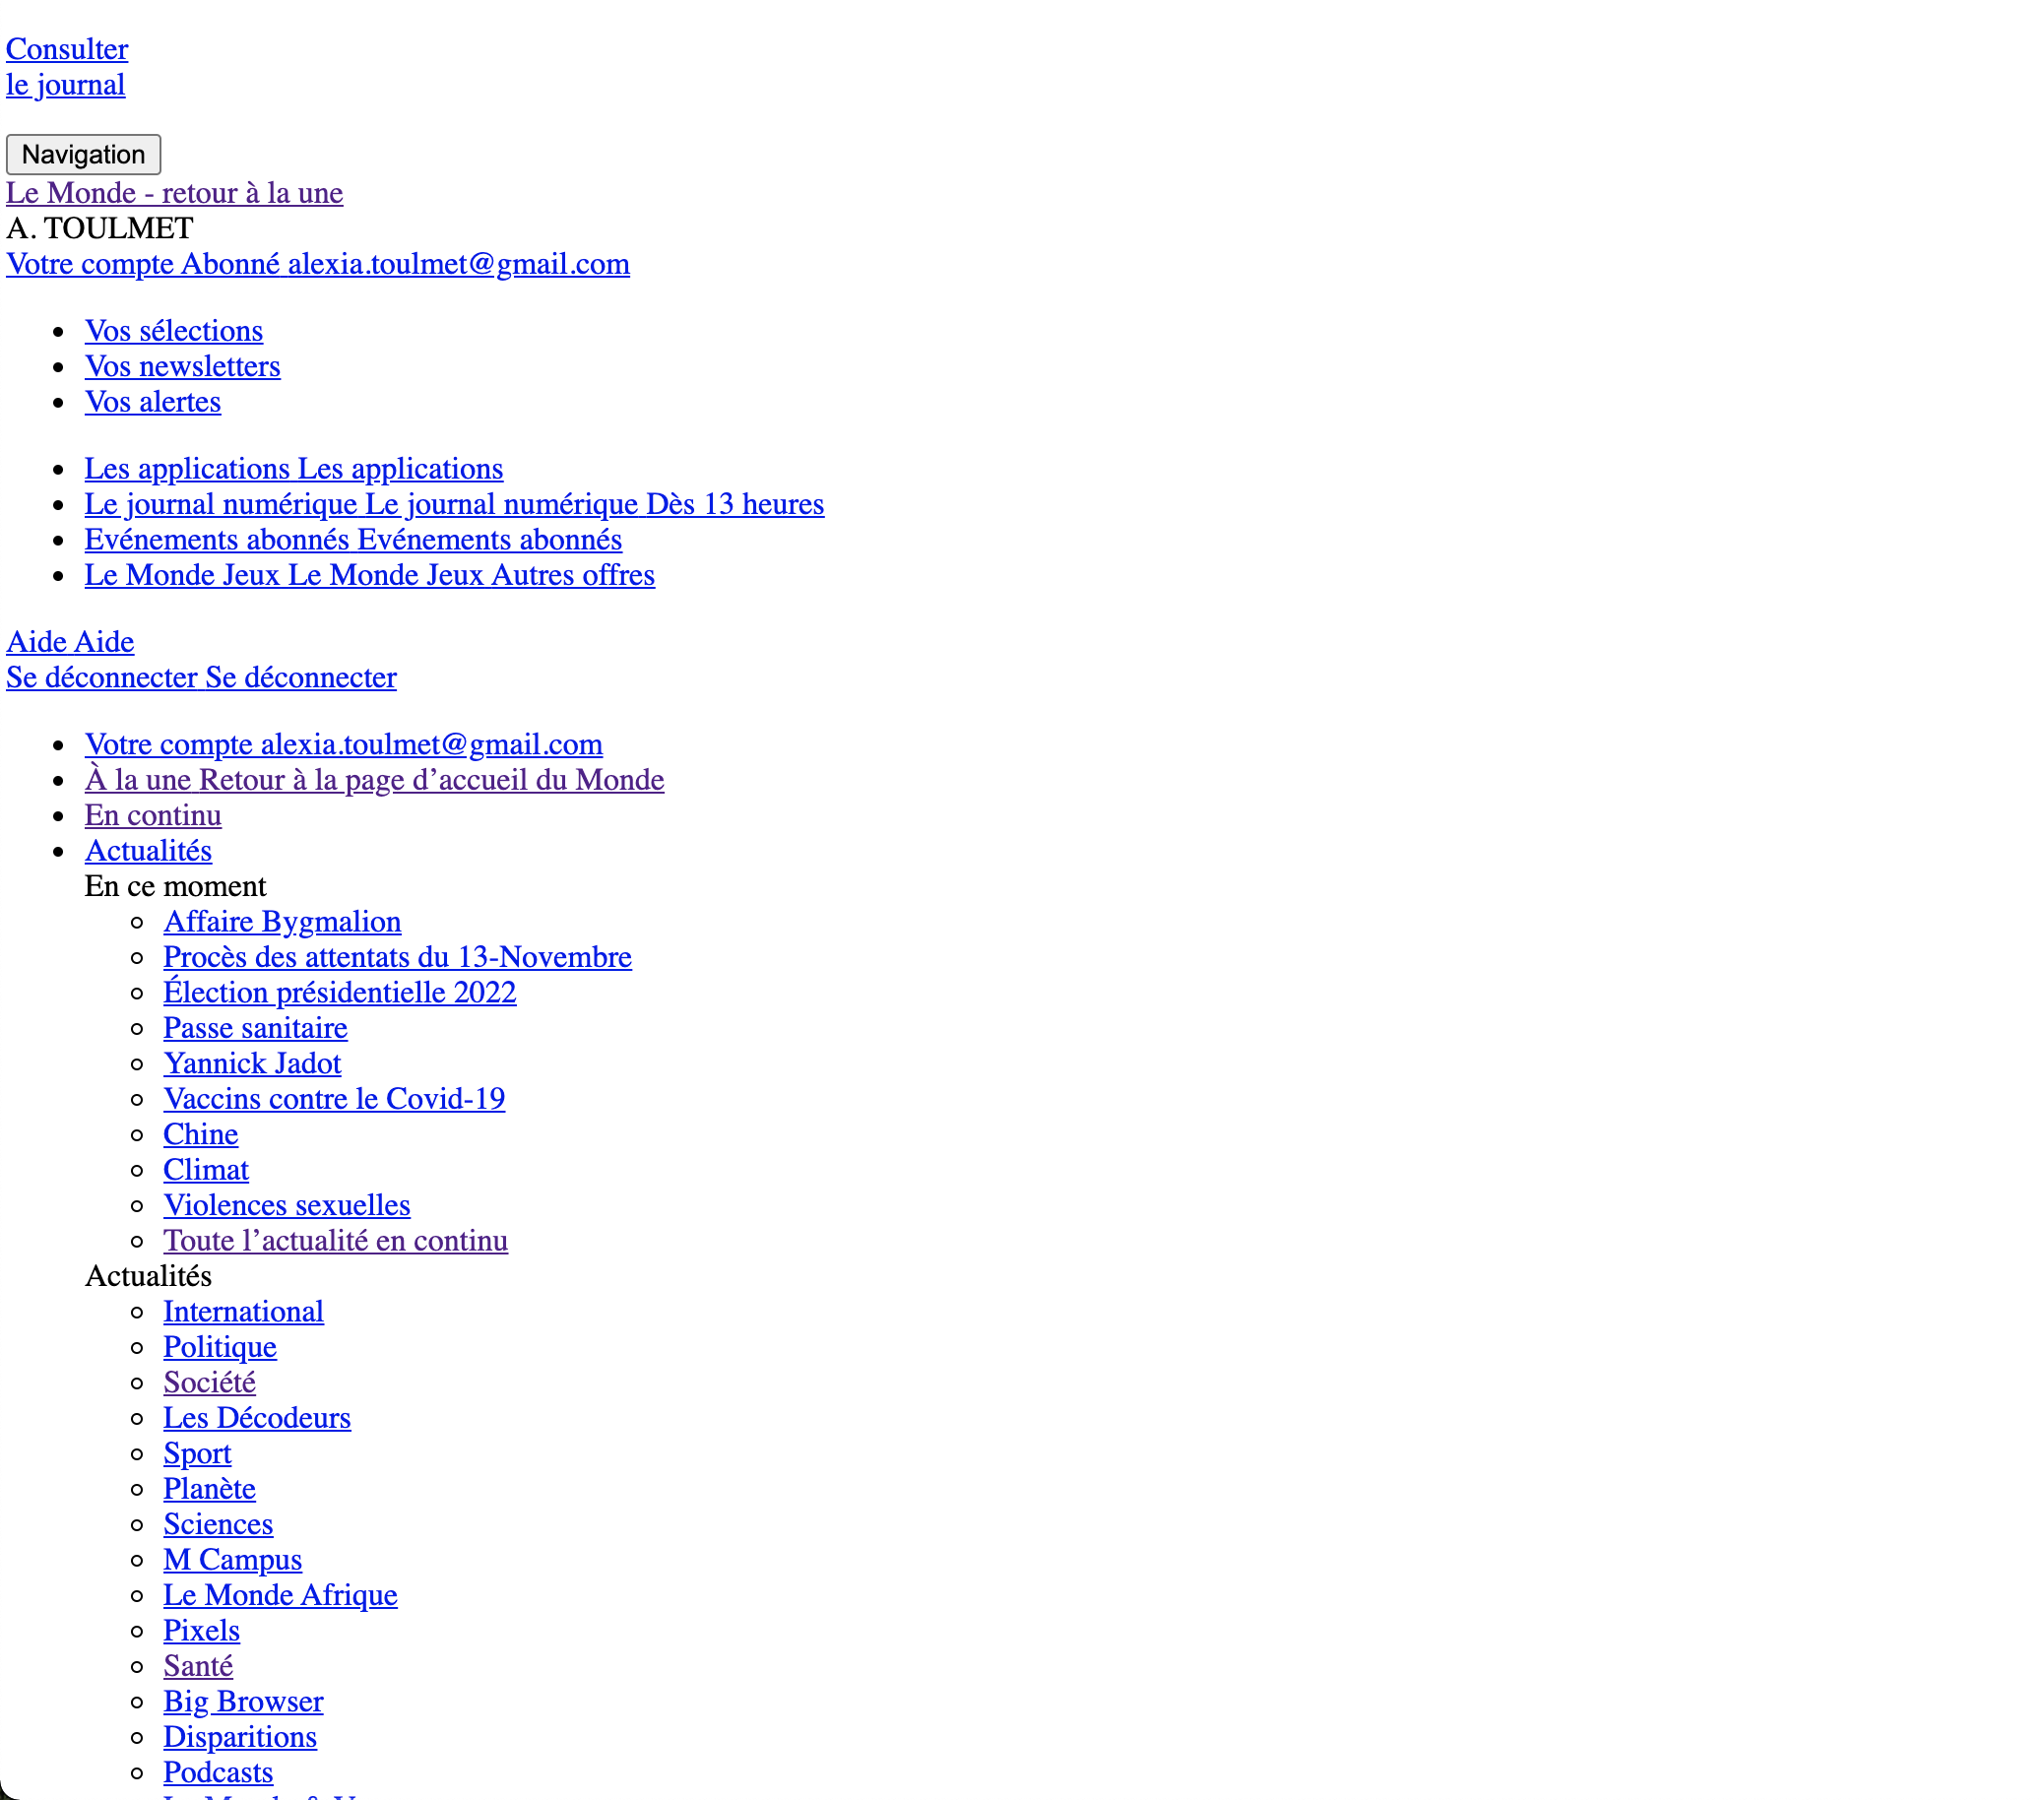 Consulter
le journal
Navigation
Le Monde - retour à la une
A. TOULMET
Votre compte Abonné alexia.toulmet@gmail.com
Vos sélections
Vos newsletters
Vos alertes
Les applications Les applications
Le journal numérique Le journal numérique Dès 13 heures
Evénements abonnés Evénements abonnés
Le Monde Jeux Le Monde Jeux Autres offres
Aide Aide
Se déconnecter Se déconnecter
Votre compte alexia.toulmet@gmail.com
À la une Retour à la page d’accueil du Monde
En continu
Actualités
En ce moment
Affaire Bygmalion
Procès des attentats du 13-Novembre
Élection présidentielle 2022
Passe sanitaire
Yannick Jadot
Vaccins contre le Covid-19
Chine
Climat
Violences sexuelles
Toute l’actualité en continu
Actualités
International
Politique
Société
Les Décodeurs
Sport
Planète
Sciences
M Campus
Le Monde Afrique
Pixels
Santé
Big Browser
Disparitions
Podcasts